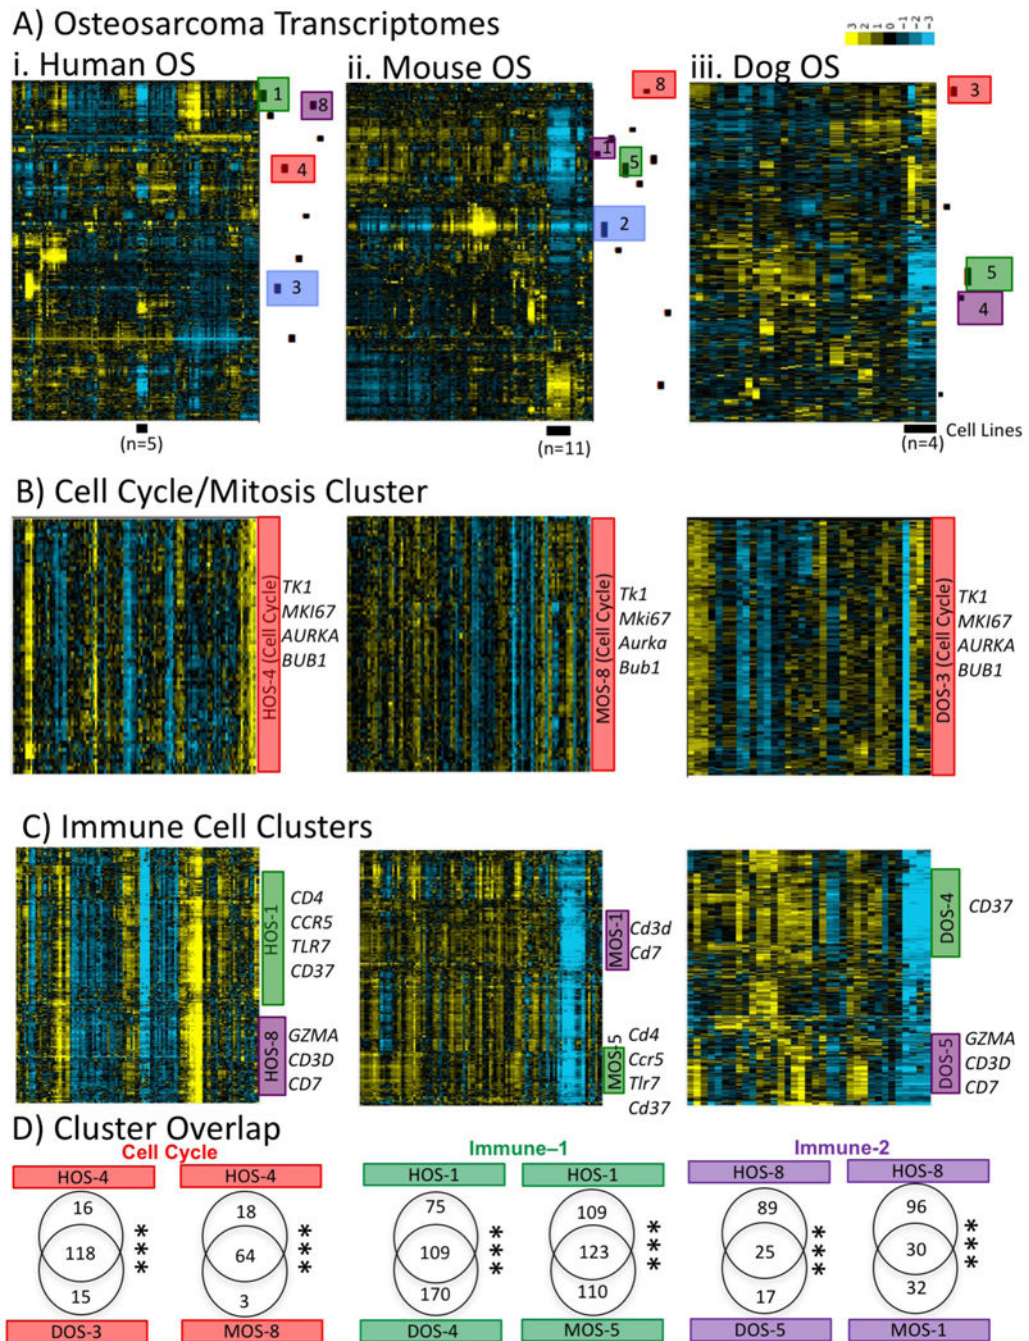 A) Osteosarcoma Transcriptomes
3 2 1 0 -1 -2 -3
i. Human OS
ii. Mouse OS
iii. Dog OS
1
8
4
3
(n=5)
8
1
5
2
(n=11)
3
5
4
Cell Lines
(n=4)
B) Cell Cycle/Mitosis Cluster
HOS-4 (Cell Cycle)
TK1
MKI67
AURKA
BUB1
MOS-8 (Cell Cycle)
Tk1
Mki67
Aurka
Bub1
DOS-3 (Cell Cycle)
TK1
MKI67
AURKA
BUB1
C) Immune Cell Clusters
HOS-1
CD4
CCR5
TLR7
CD37
HOS-8
GZMA
CD3D
CD7
MOS-1
Cd3d
Cd7
MOS-5
Cd4
Ccr5
Tlr7
Cd37
DOS-4
CD37
DOS-5
GZMA
CD3D
CD7
D) Cluster Overlap
Cell Cycle
Immune–1
Immune-2
HOS-4
16
118
15
DOS-3
***
HOS-4
18
64
3
MOS-8
***
HOS-1
75
109
170
DOS-4
***
HOS-1
109
123
110
MOS-5
***
HOS-8
89
25
17
DOS-5
***
HOS-8
96
30
32
MOS-1
***